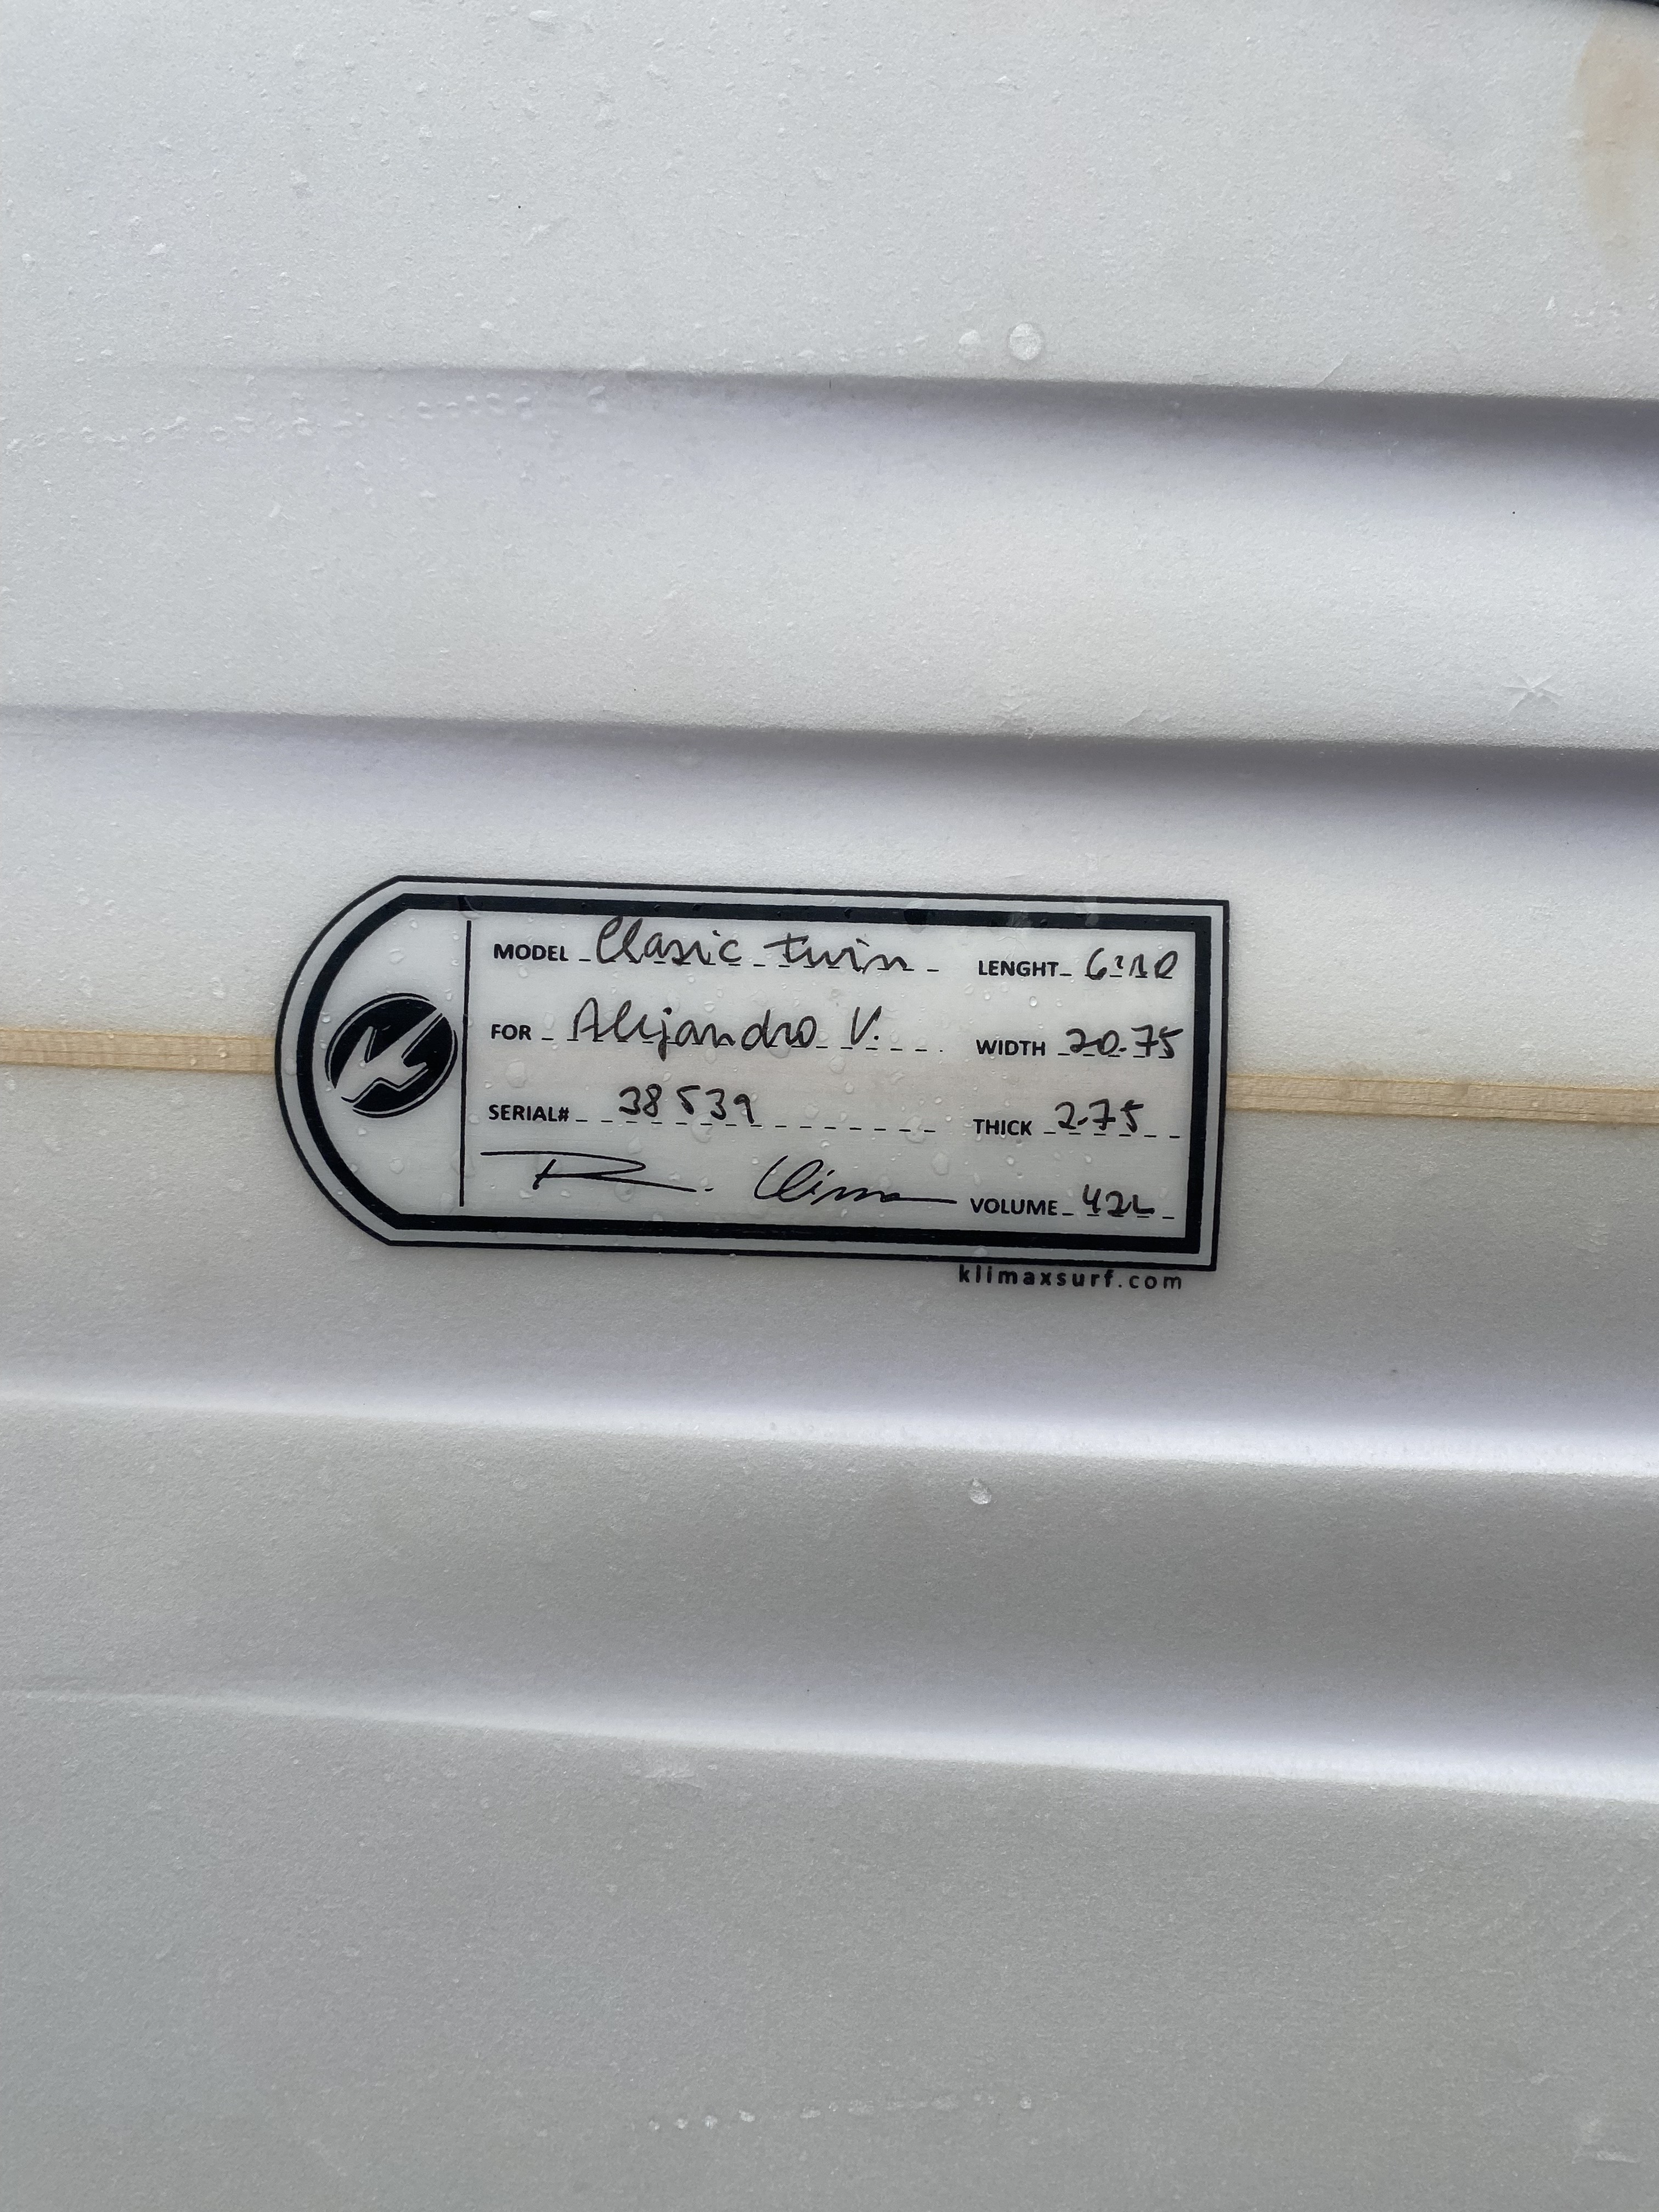 MODEL Clasic twin LENGHT 6'10
FOR Alejandro V. WIDTH 20.75
SERIAL# 38539 THICK 2.75
VOLUME 42L
klimaxsurf.com